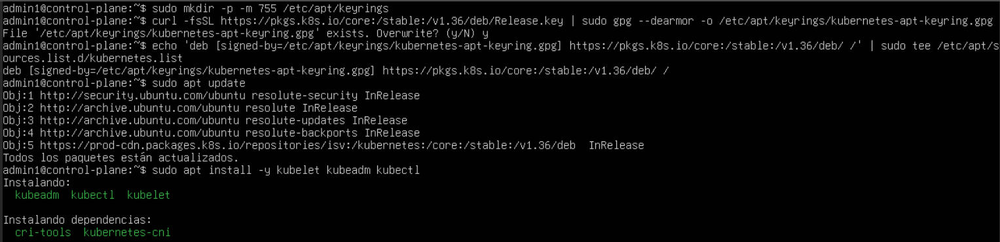 admin1@control-plane:~$ sudo mkdir -p -m 755 /etc/apt/keyrings
admin1@control-plane:~$ curl -fsSL https://pkgs.k8s.io/core:/stable:/v1.36/deb/Release.key | sudo gpg --dearmor -o /etc/apt/keyrings/kubernetes-apt-keyring.gpg
File '/etc/apt/keyrings/kubernetes-apt-keyring.gpg' exists. Overwrite? (y/N) y
admin1@control-plane:~$ echo 'deb [signed-by=/etc/apt/keyrings/kubernetes-apt-keyring.gpg] https://pkgs.k8s.io/core:/stable:/v1.36/deb/ /' | sudo tee /etc/apt/s
ources.list.d/kubernetes.list
deb [signed-by=/etc/apt/keyrings/kubernetes-apt-keyring.gpg] https://pkgs.k8s.io/core:/stable:/v1.36/deb/ /
admin1@control-plane:~$ sudo apt update
Obj:1 http://security.ubuntu.com/ubuntu resolute-security InRelease
Obj:2 http://archive.ubuntu.com/ubuntu resolute InRelease
Obj:3 http://archive.ubuntu.com/ubuntu resolute-updates InRelease
Obj:4 http://archive.ubuntu.com/ubuntu resolute-backports InRelease
Obj:5 https://prod-cdn.packages.k8s.io/repositories/isv:/kubernetes:/core:/stable:/v1.36/deb  InRelease
Todos los paquetes están actualizados.
admin1@control-plane:~$ sudo apt install -y kubelet kubeadm kubectl
Instalando:
  kubeadm  kubectl  kubelet

Instalando dependencias:
  cri-tools  kubernetes-cni